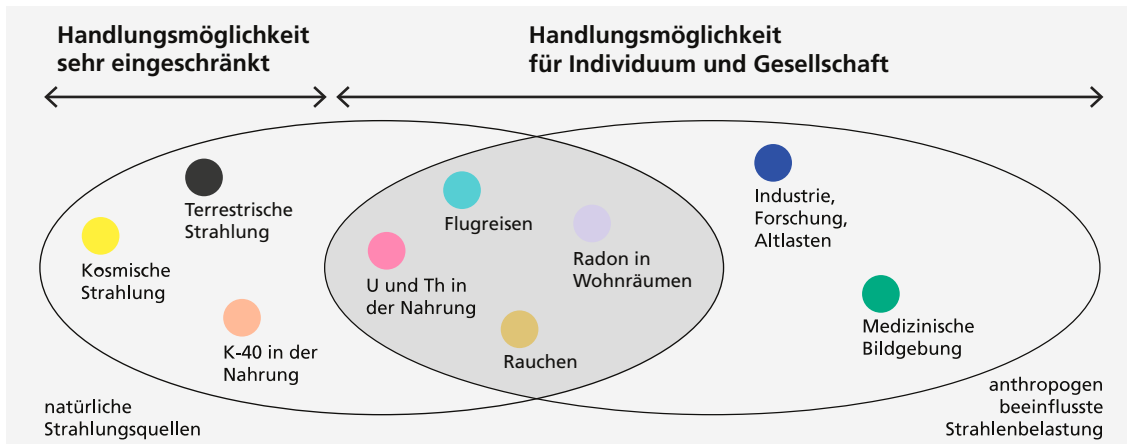 Handlungsmöglichkeit
sehr eingeschränkt
Handlungsmöglichkeit
für Individuum und Gesellschaft
Terrestrische
Strahlung
Kosmische
Strahlung
K-40 in der
Nahrung
Flugreisen
U und Th in
der Nahrung
Radon in
Wohnräumen
Rauchen
Industrie,
Forschung,
Altlasten
Medizinische
Bildgebung
natürliche
Strahlungsquellen
anthropogen
beeinflusste
Strahlenbelastung